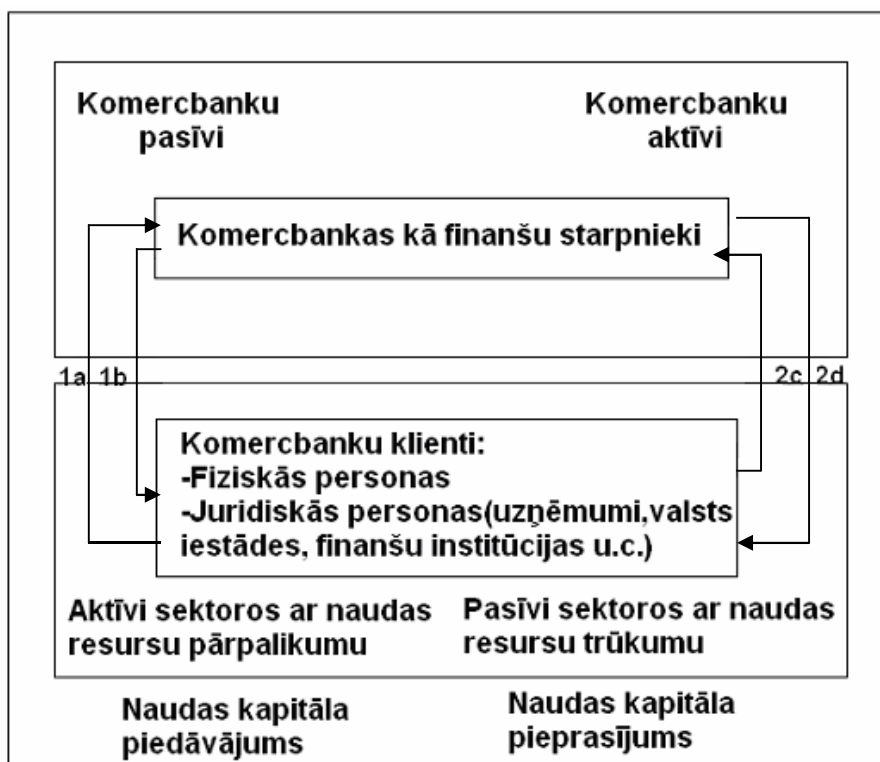 Komercbanku
pasīvi
Komercbanku
aktīvi
Komercbankas kā finanšu starpnieki
1a 1b
2c 2d
Komercbanku klienti:
-Fiziskās personas
-Juridiskās personas(uzņēmumi,valsts
iestādes, finanšu institūcijas u.c.)
Aktīvi sektoros ar naudas
resursu pārpalikumu
Pasīvi sektoros ar naudas
resursu trūkumu
Naudas kapitāla
piedāvājums
Naudas kapitāla
pieprasījums